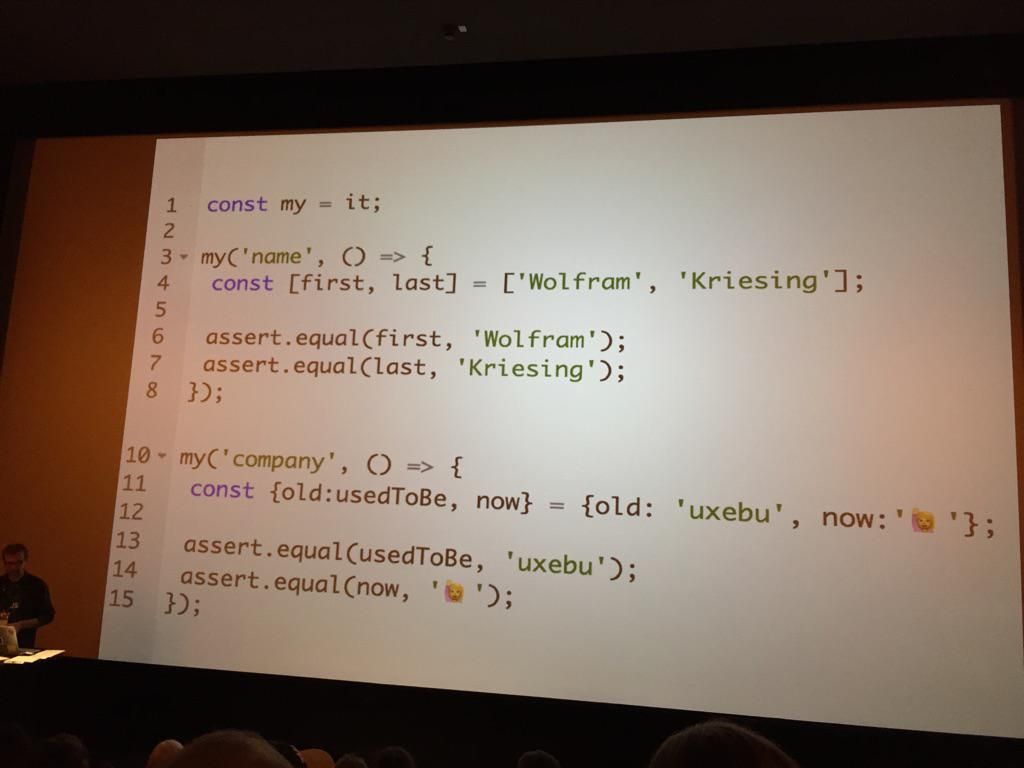 1 const my = it;
2
3 my('name', () => {
4 const [first, last] = ['Wolfram', 'Kriesing'];
5
6 assert.equal(first, 'Wolfram');
7 assert.equal(last, 'Kriesing');
8 });
10 my('company', () => {
11 const {old:usedToBe, now} = {old: 'uxebu', now:'🙋'};
12
13 assert.equal(usedToBe, 'uxebu');
14 assert.equal(now, '🙋');
15 });